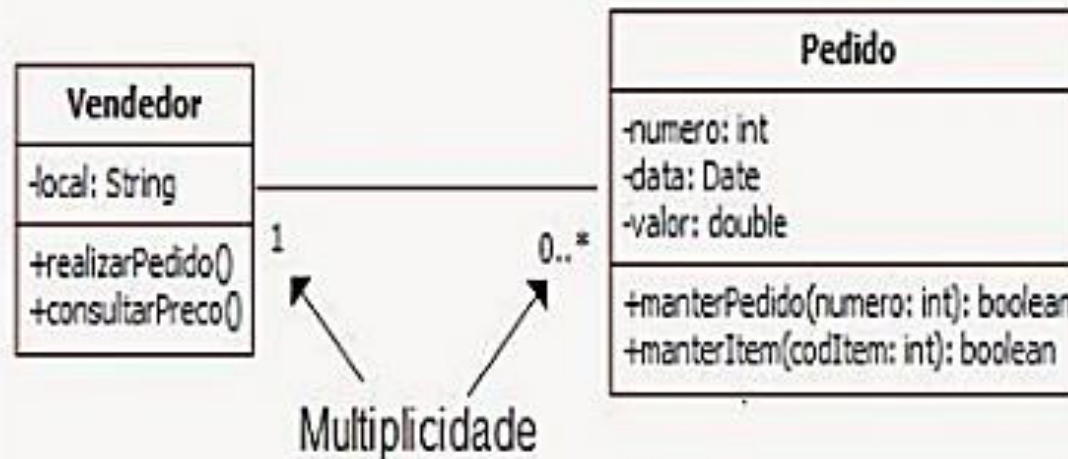 Vendedor
-local: String
+realizarPedido()
+consultarPreco()
1
0..*
Multiplicidade
Pedido
-numero: int
-data: Date
-valor: double
+manterPedido(numero: int): boolean
+manterItem(codItem: int): boolean